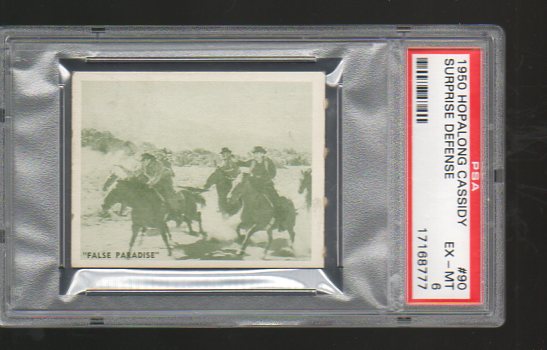 1950 HOPALONG CASSIDY #90
SURPRISE DEFENSE EX-MT 6
17168777
PSA
"FALSE PARADISE"